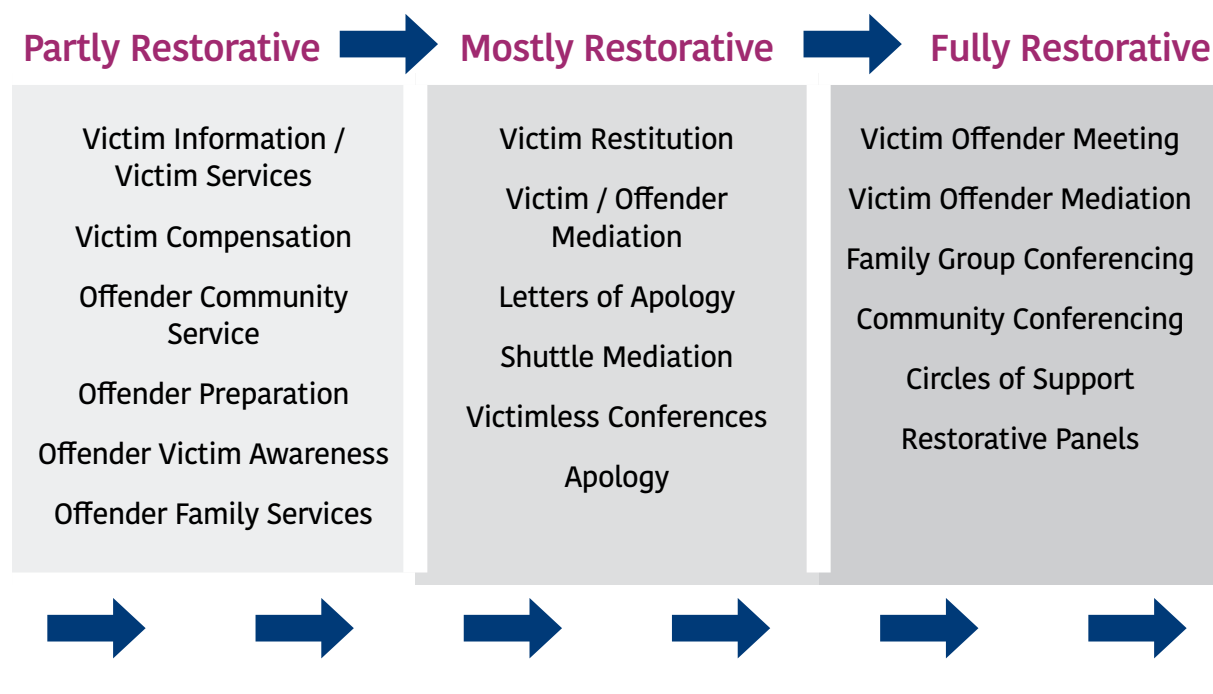 Partly Restorative
Mostly Restorative
Fully Restorative
Victim Information /
Victim Services
Victim Compensation
Offender Community
Service
Offender Preparation
Offender Victim Awareness
Offender Family Services
Victim Restitution
Victim / Offender
Mediation
Letters of Apology
Shuttle Mediation
Victimless Conferences
Apology
Victim Offender Meeting
Victim Offender Mediation
Family Group Conferencing
Community Conferencing
Circles of Support
Restorative Panels